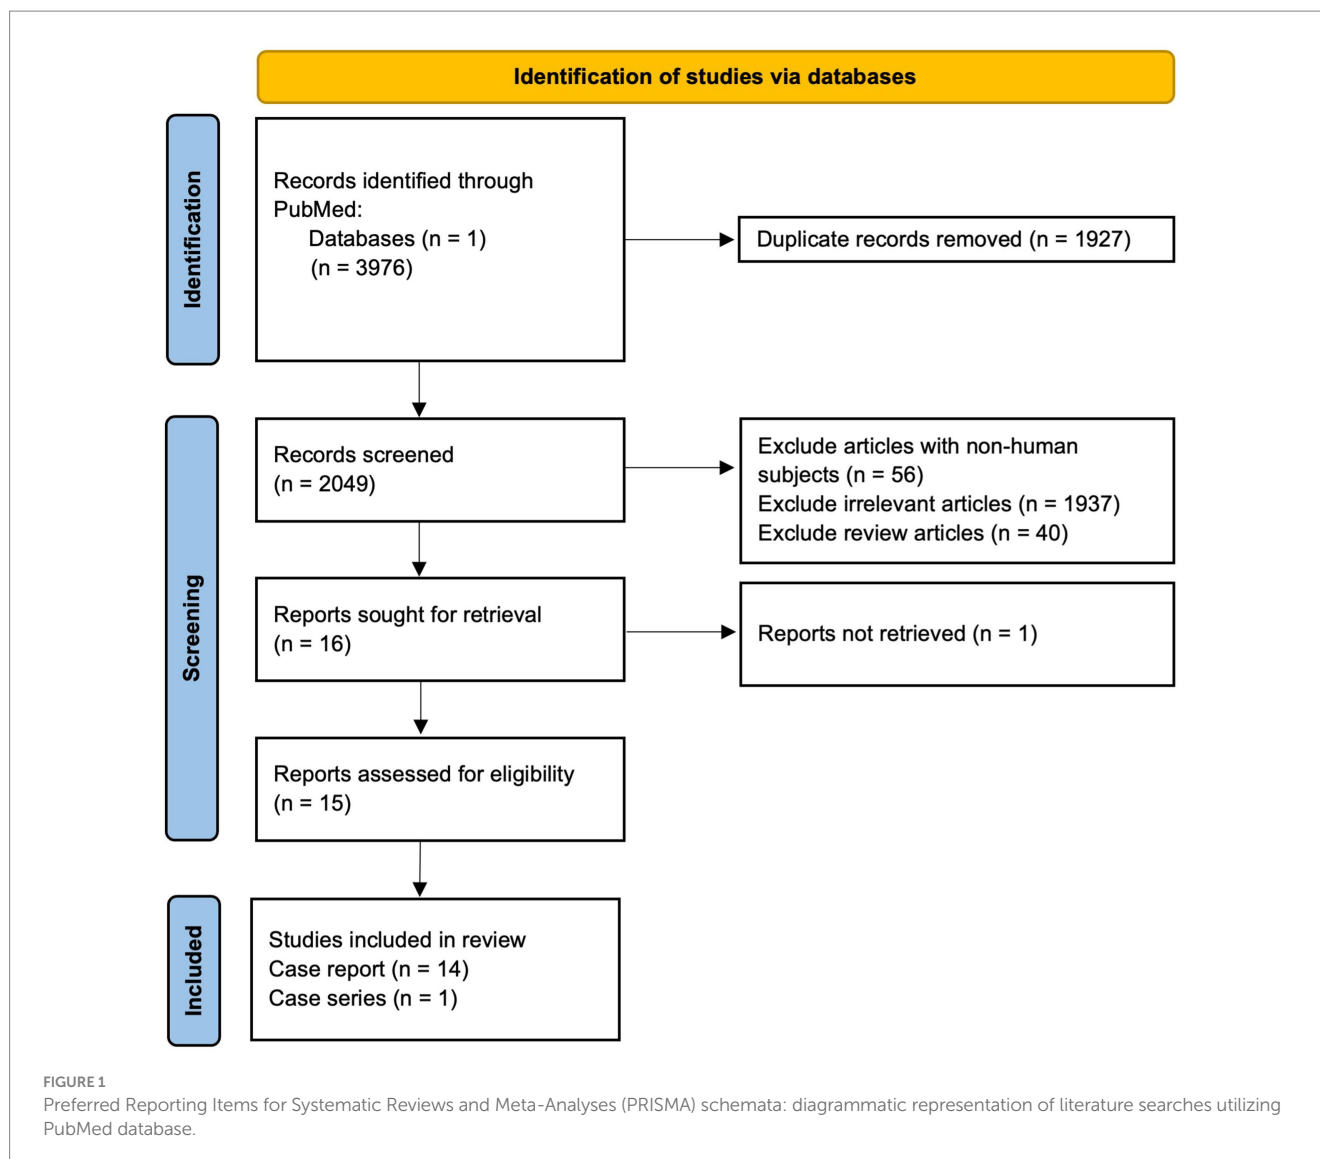 Identification of studies via databases
Identification
Records identified through
PubMed:
Databases (n = 1)
(n = 3976)
Duplicate records removed (n = 1927)
Screening
Records screened
(n = 2049)
Exclude articles with non-human
subjects (n = 56)
Exclude irrelevant articles (n = 1937)
Exclude review articles (n = 40)
Reports sought for retrieval
(n = 16)
Reports not retrieved (n = 1)
Reports assessed for eligibility
(n = 15)
Included
Studies included in review
Case report (n = 14)
Case series (n = 1)
FIGURE 1
Preferred Reporting Items for Systematic Reviews and Meta-Analyses (PRISMA) schemata: diagrammatic representation of literature searches utilizing
PubMed database.